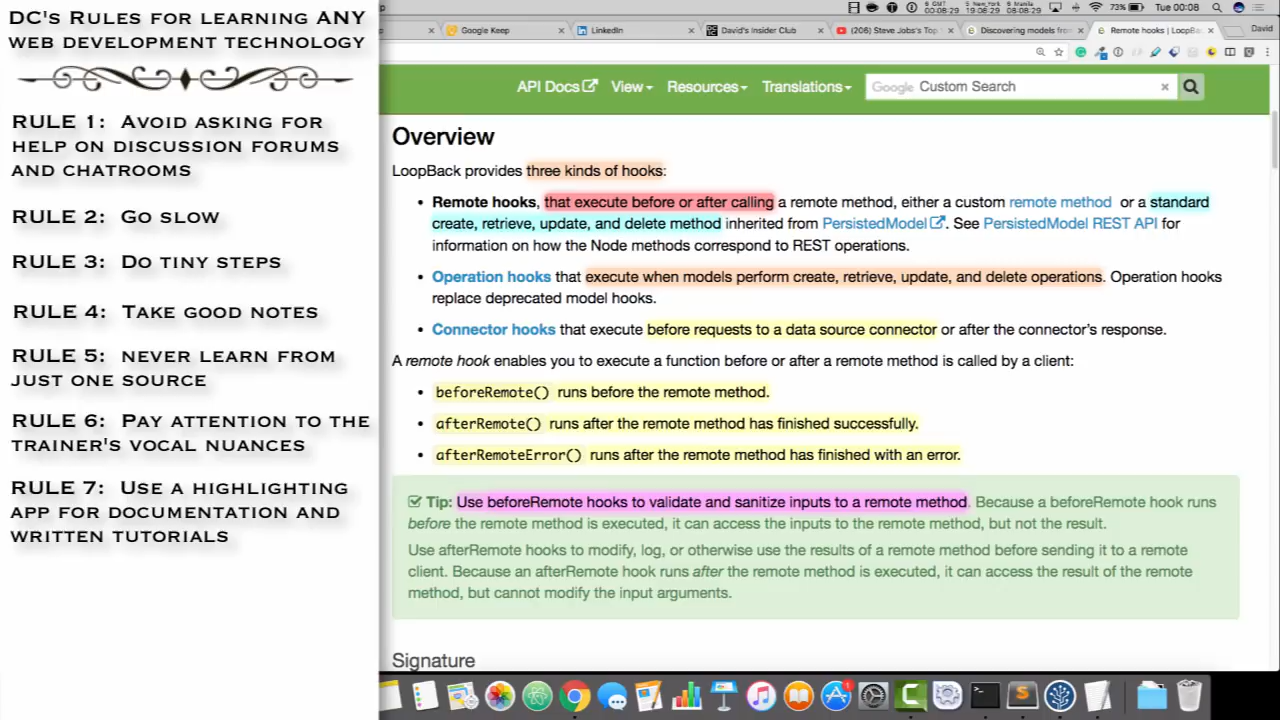 DC's Rules for learning ANY
web development technology
RULE 1: Avoid asking for
help on discussion forums
and chatrooms
RULE 2: Go slow
RULE 3: Do tiny steps
RULE 4: Take good notes
RULE 5: never learn from
just one source
RULE 6: Pay attention to the
trainer's vocal nuances
RULE 7: Use a highlighting
app for documentation and
written tutorials
73% Tue 00:08
Google Keep
LinkedIn
David's Insider Club
(206) Steve Jobs's Top
Discovering models from
Remote hooks | LoopBa
David
API Docs View Resources Translations Google Custom Search ×
Overview
LoopBack provides three kinds of hooks:
• Remote hooks, that execute before or after calling a remote method, either a custom remote method or a standard
create, retrieve, update, and delete method inherited from PersistedModel. See PersistedModel REST API for
information on how the Node methods correspond to REST operations.
• Operation hooks that execute when models perform create, retrieve, update, and delete operations. Operation hooks
replace deprecated model hooks.
• Connector hooks that execute before requests to a data source connector or after the connector's response.
A remote hook enables you to execute a function before or after a remote method is called by a client:
• beforeRemote() runs before the remote method.
• afterRemote() runs after the remote method has finished successfully.
• afterRemoteError() runs after the remote method has finished with an error.
Tip: Use beforeRemote hooks to validate and sanitize inputs to a remote method. Because a beforeRemote hook runs
before the remote method is executed, it can access the inputs to the remote method, but not the result.
Use afterRemote hooks to modify, log, or otherwise use the results of a remote method before sending it to a remote
client. Because an afterRemote hook runs after the remote method is executed, it can access the result of the remote
method, but cannot modify the input arguments.
Signature